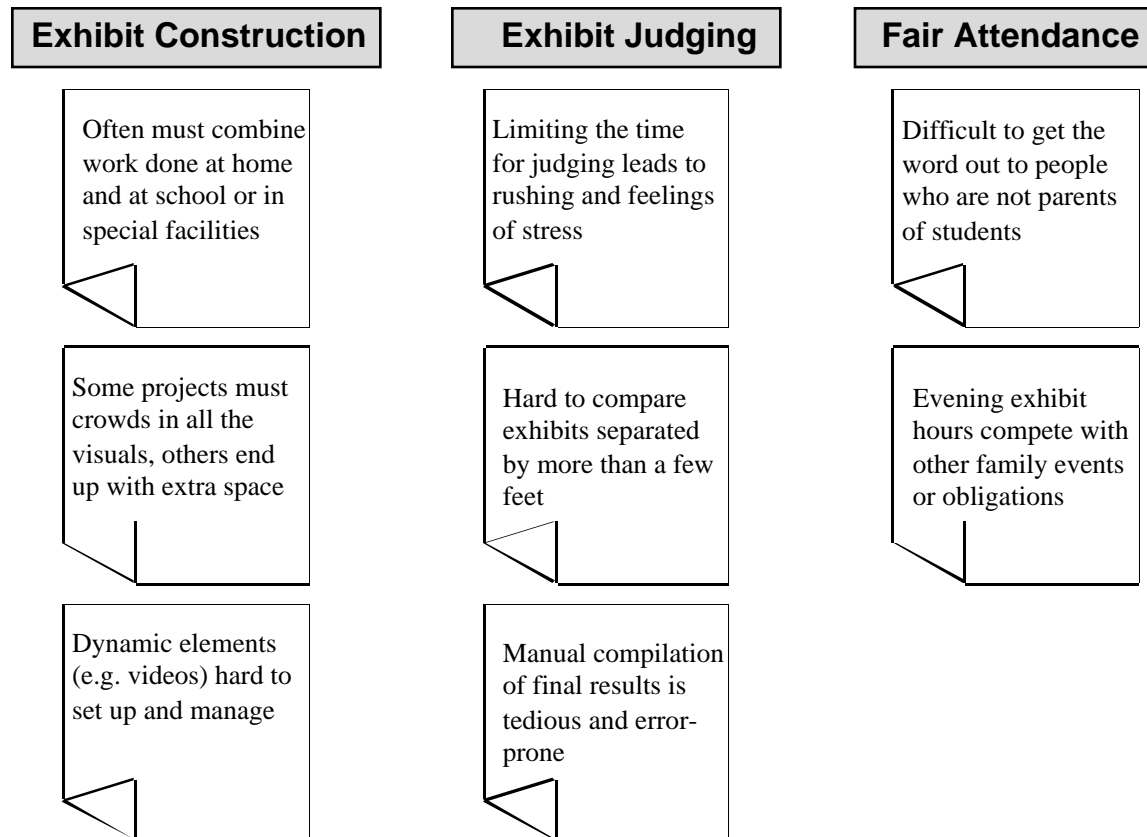 Exhibit Construction
Often must combine
work done at home
and at school or in
special facilities
Some projects must
crowds in all the
visuals, others end
up with extra space
Dynamic elements
(e.g. videos) hard to
set up and manage
Exhibit Judging
Limiting the time
for judging leads to
rushing and feelings
of stress
Hard to compare
exhibits separated
by more than a few
feet
Manual compilation
of final results is
tedious and error-
prone
Fair Attendance
Difficult to get the
word out to people
who are not parents
of students
Evening exhibit
hours compete with
other family events
or obligations